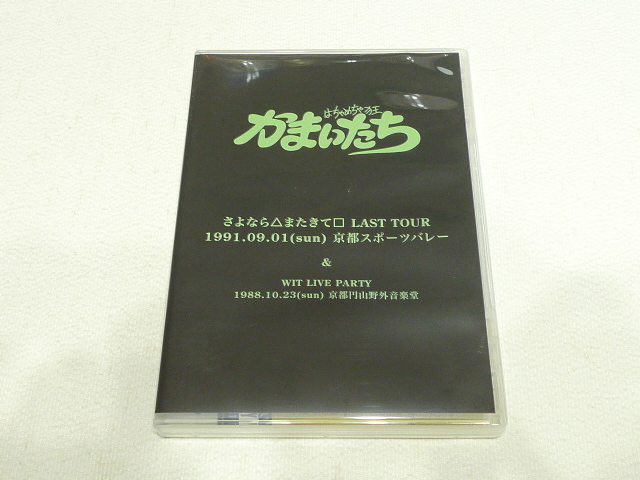 はちゃめちゃ狂
かまいたち
さよなら△またきて□ LAST TOUR
1991.09.01(sun) 京都スポーツバレー
&
WIT LIVE PARTY
1988.10.23(sun) 京都円山野外音楽堂